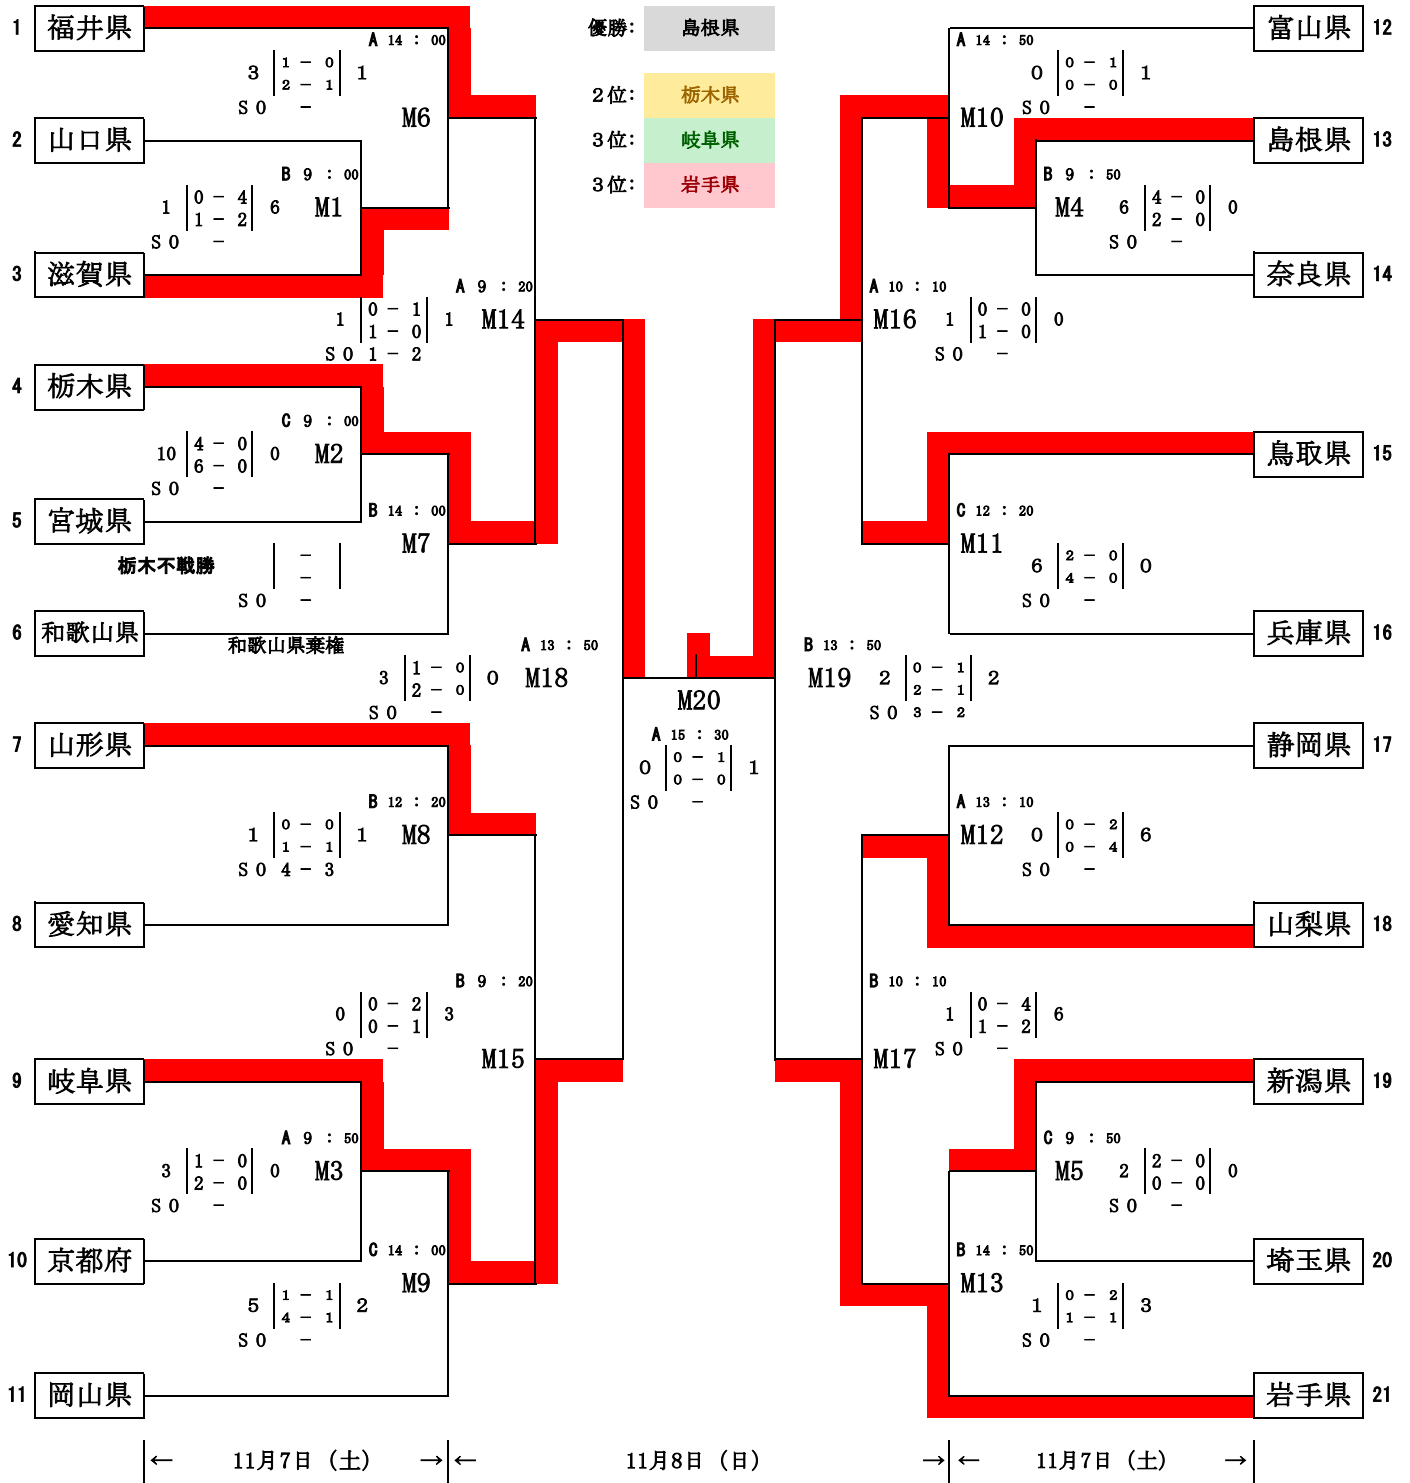 優勝: 島根県
2位: 栃木県
3位: 岐阜県
3位: 岩手県
1 福井県
A 14 : 00
3 1 - 0 1
2 - 1
S O -
M6
2 山口県
B 9 : 00
1 0 - 4 6 M1
1 - 2
S O -
3 滋賀県
A 9 : 20
1 0 - 1 1 M14
1 - 0
S O 1 - 2
4 栃木県
C 9 : 00
10 4 - 0 0 M2
6 - 0
S O -
5 宮城県
B 14 : 00
M7
栃木不戦勝 -
-
S O -
6 和歌山県
和歌山県棄権
A 13 : 50
3 1 - 0 0 M18
2 - 0
S O -
7 山形県
B 12 : 20
1 0 - 0 1 M8
1 - 1
S O 4 - 3
8 愛知県
B 9 : 20
0 0 - 2 3
0 - 1
S O -
M15
9 岐阜県
A 9 : 50
3 1 - 0 0 M3
2 - 0
S O -
10 京都府
C 14 : 00
M9
5 1 - 1 2
4 - 1
S O -
11 岡山県
M20
A 15 : 30
0 0 - 1 1
0 - 0
S O -
富山県 12
A 14 : 50
0 0 - 1 1
0 - 0
S O -
M10
島根県 13
B 9 : 50
M4 6 4 - 0 0
2 - 0
S O -
奈良県 14
A 10 : 10
M16 1 0 - 0 0
1 - 0
S O -
鳥取県 15
C 12 : 20
M11
6 2 - 0 0
4 - 0
S O -
兵庫県 16
B 13 : 50
M19 2 0 - 1 2
2 - 1
S O 3 - 2
静岡県 17
A 13 : 10
M12 0 0 - 2 6
0 - 4
S O -
山梨県 18
B 10 : 10
1 0 - 4 6
1 - 2
M17 S O -
新潟県 19
C 9 : 50
M5 2 2 - 0 0
0 - 0
S O -
埼玉県 20
B 14 : 50
M13
1 0 - 2 3
1 - 1
S O -
岩手県 21
← 11月7日 (土) → ← 11月8日 (日) → ← 11月7日 (土) →